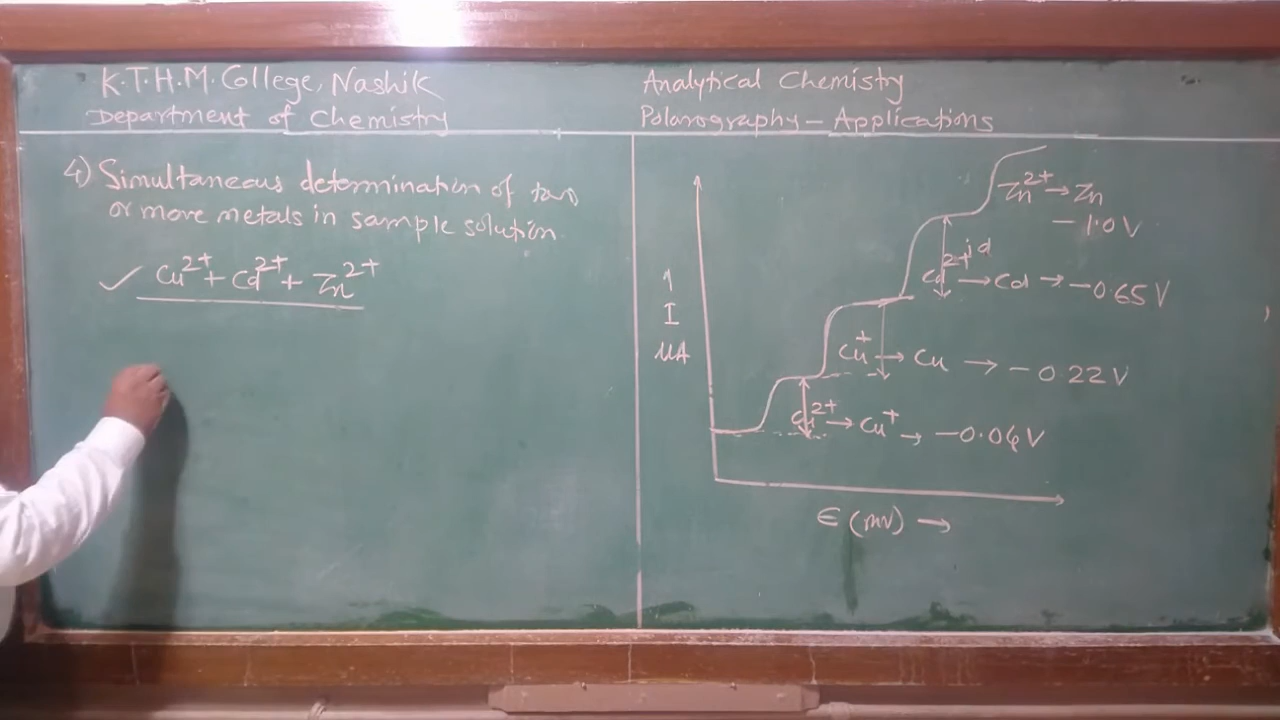 K.T.H.M. College, Nashik
Department of Chemistry
Analytical Chemistry
Polarography – Applications
4) Simultaneous determination of two
or more metals in sample solution
✓ Cu²⁺ + Cd²⁺ + Zn²⁺
Zn²⁺ → Zn
– 1.0 V
id
Cd²⁺ → Cd → – 0.65 V
↑
I
μA
Cu⁺ → Cu → – 0.22 V
Cu²⁺ → Cu⁺ → – 0.04 V
E (mV) →